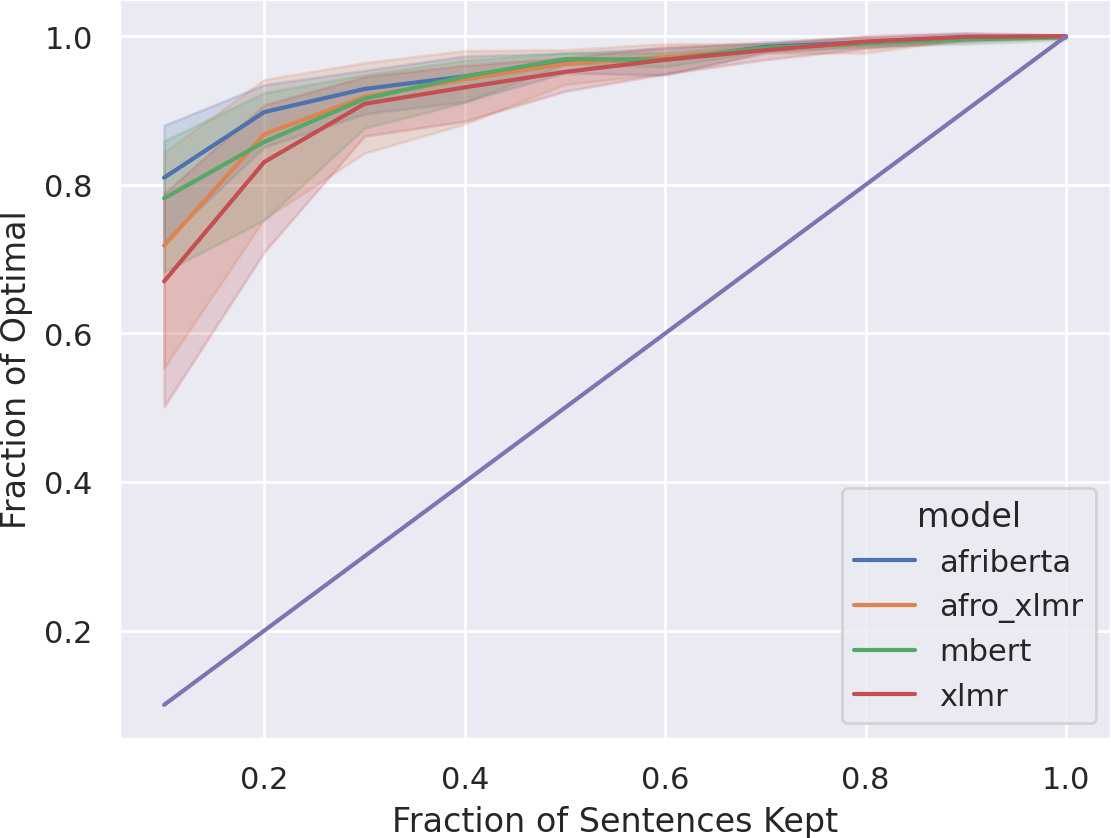 Fraction of Optimal
1.0
0.8
0.6
0.4
0.2
model
afriberta
afro_xlmr
mbert
xlmr
0.2 0.4 0.6 0.8 1.0
Fraction of Sentences Kept